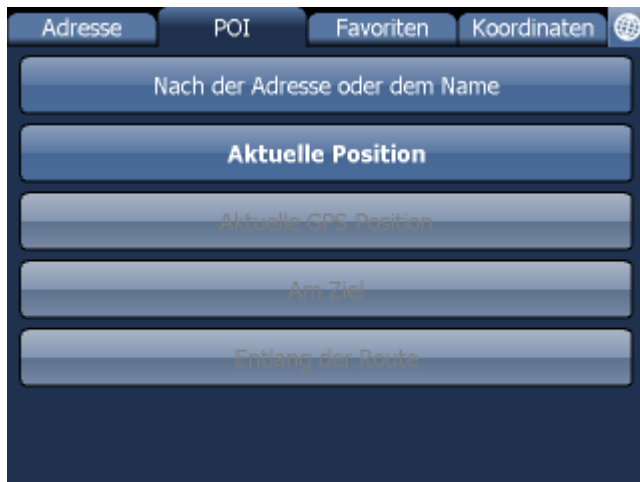 Adresse POI Favoriten Koordinaten
Nach der Adresse oder dem Name
Aktuelle Position
Aktuelle GPS Position
Am Ziel
Entlang der Route